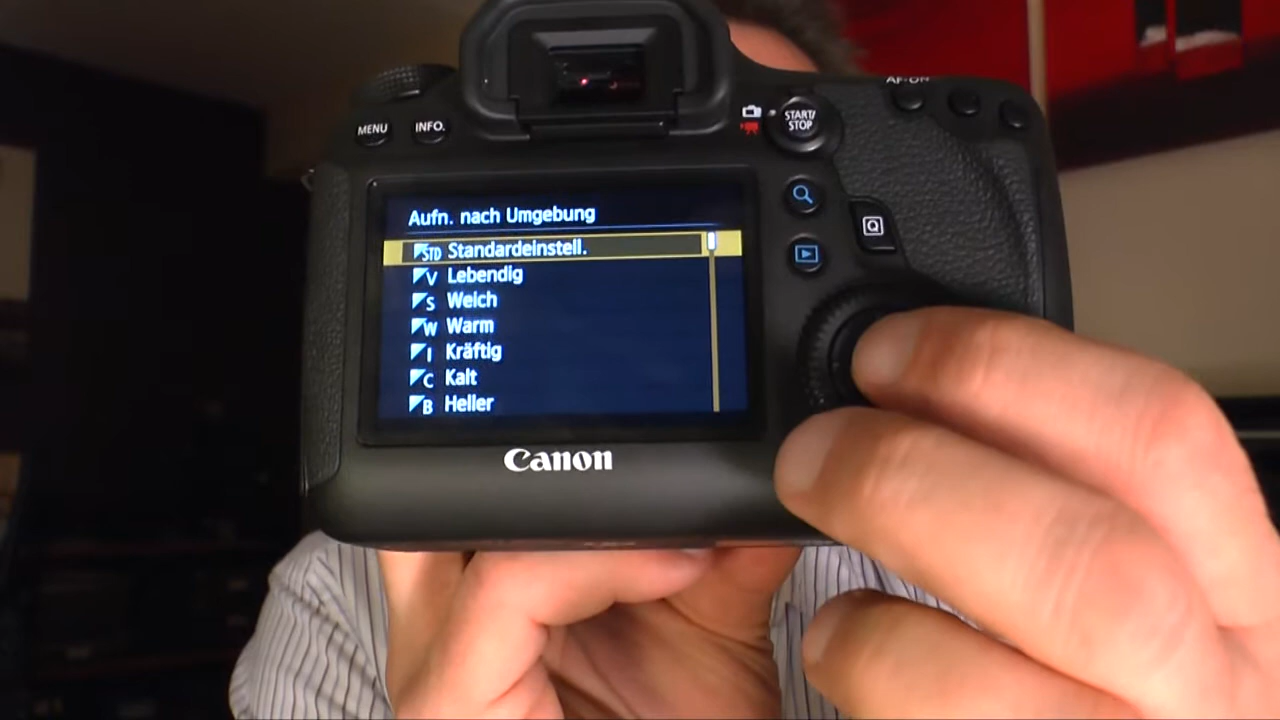 AF-ON
MENU
INFO.
START/
STOP
Q
Aufn. nach Umgebung
STD Standardeinstell.
V Lebendig
S Weich
W Warm
I Kräftig
C Kalt
B Heller
Canon